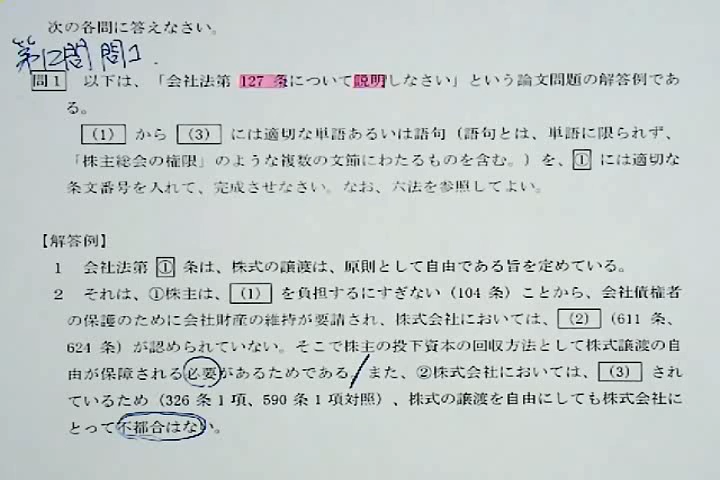 次の各問に答えなさい。
第12問 問1.
問1 以下は、「会社法第 127 条について説明しなさい」という論文問題の解答例であ
る。
(1) から (3) には適切な単語あるいは語句（語句とは、単語に限られず、
「株主総会の権限」のような複数の文節にわたるものを含む。）を、① には適切な
条文番号を入れて、完成させなさい。なお、六法を参照してよい。
【解答例】
1 会社法第 ① 条は、株式の譲渡は、原則として自由である旨を定めている。
2 それは、①株主は、 (1) を負担するにすぎない（104 条）ことから、会社債権者
の保護のために会社財産の維持が要請され、株式会社においては、 (2) （611 条、
624 条）が認められていない。そこで株主の投下資本の回収方法として株式譲渡の自
由が保障される必要があるためである。また、②株式会社においては、 (3) され
ているため（326 条 1 項、590 条 1 項対照）、株式の譲渡を自由にしても株式会社に
とって不都合はない。